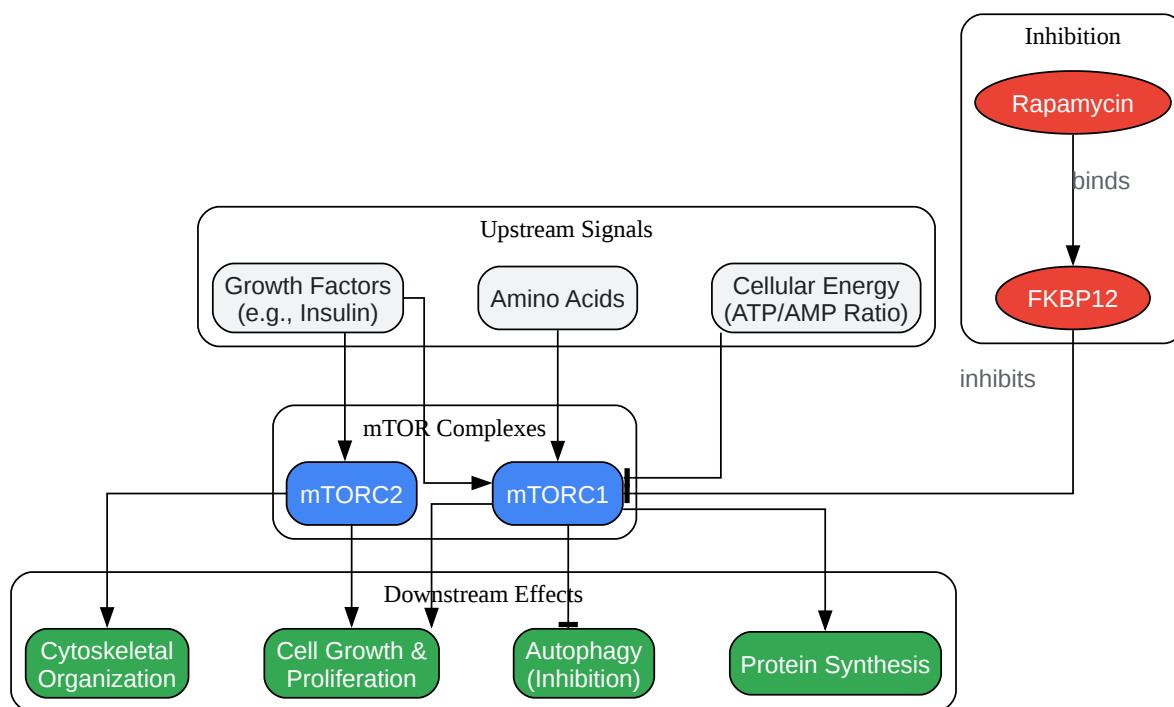 Inhibition
Rapamycin
binds
Upstream Signals
Growth Factors
(e.g., Insulin)
Amino Acids
Cellular Energy
(ATP/AMP Ratio)
FKBP12
inhibits
mTOR Complexes
mTORC2
mTORC1
Downstream Effects
Cytoskeletal
Organization
Cell Growth &
Proliferation
Autophagy
(Inhibition)
Protein Synthesis